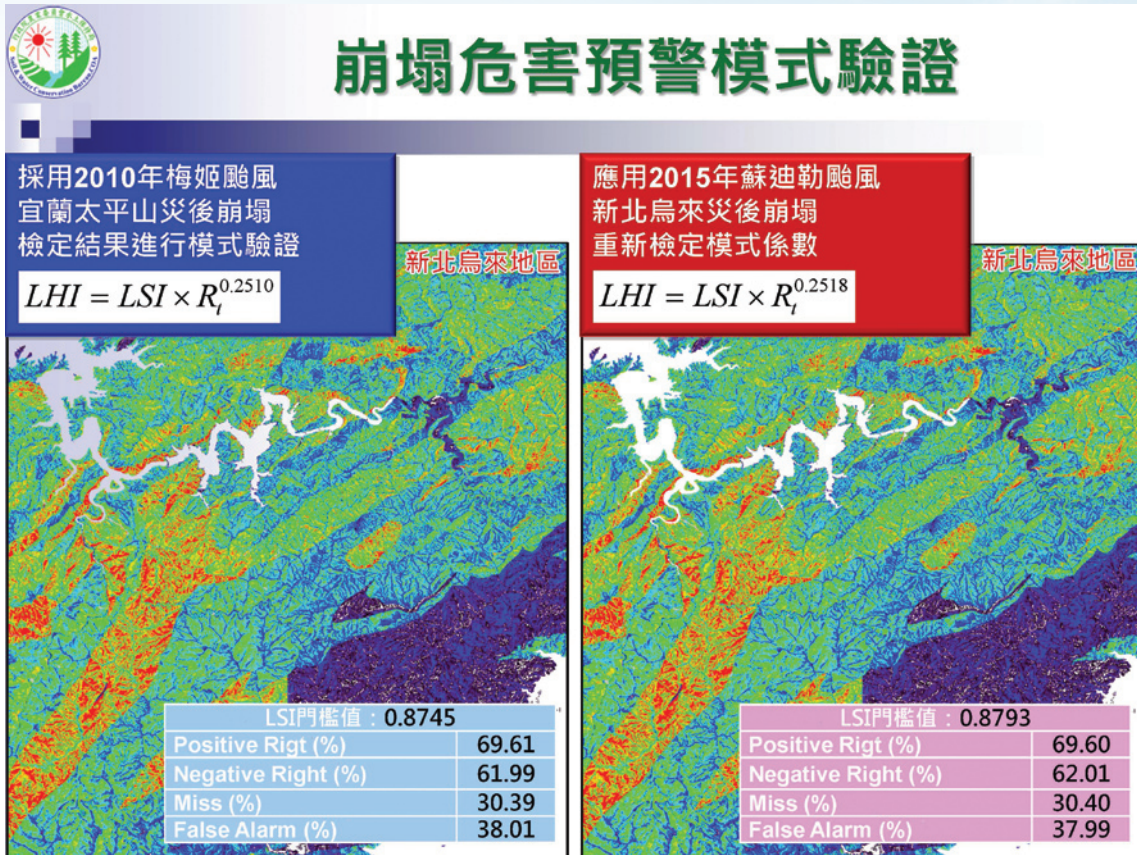 崩塌危害預警模式驗證
採用2010年梅姬颱風
宜蘭太平山災後崩塌
檢定結果進行模式驗證
LHI = LSI × R_t^0.2510
新北烏來地區
LSI門檻值：0.8745
Positive Rigt (%) 69.61
Negative Right (%) 61.99
Miss (%) 30.39
False Alarm (%) 38.01
應用2015年蘇迪勒颱風
新北烏來災後崩塌
重新檢定模式係數
LHI = LSI × R_t^0.2518
新北烏來地區
LSI門檻值：0.8793
Positive Rigt (%) 69.60
Negative Right (%) 62.01
Miss (%) 30.40
False Alarm (%) 37.99